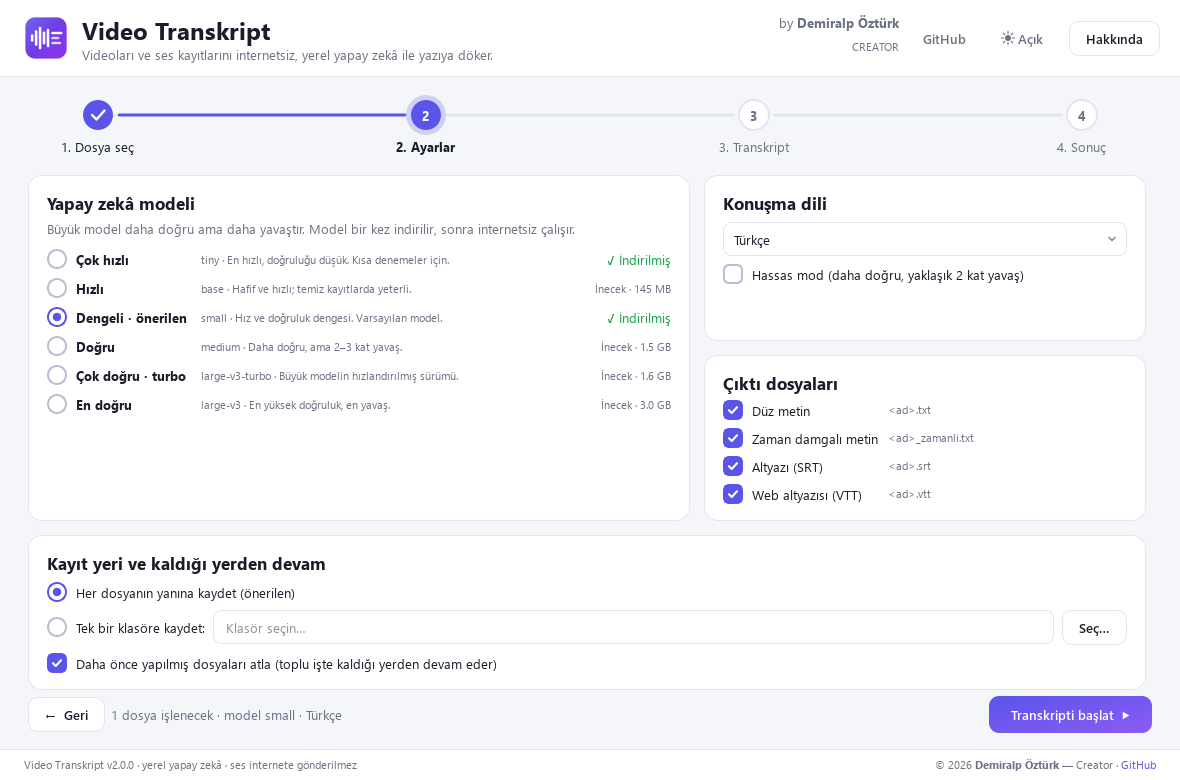 Video Transkript
Videoları ve ses kayıtlarını internetsiz, yerel yapay zekâ ile yazıya döker.
by Demiralp Öztürk
CREATOR
GitHub
Açık
Hakkında
2
3
4
1. Dosya seç
2. Ayarlar
3. Transkript
4. Sonuç
Yapay zekâ modeli
Büyük model daha doğru ama daha yavaştır. Model bir kez indirilir, sonra internetsiz çalışır.
Çok hızlı tiny · En hızlı, doğruluğu düşük. Kısa denemeler için. ✓ İndirilmiş
Hızlı base · Hafif ve hızlı; temiz kayıtlarda yeterli. İnecek · 145 MB
Dengeli · önerilen small · Hız ve doğruluk dengesi. Varsayılan model. ✓ İndirilmiş
Doğru medium · Daha doğru, ama 2–3 kat yavaş. İnecek · 1.5 GB
Çok doğru · turbo large-v3-turbo · Büyük modelin hızlandırılmış sürümü. İnecek · 1.6 GB
En doğru large-v3 · En yüksek doğruluk, en yavaş. İnecek · 3.0 GB
Konuşma dili
Türkçe
Hassas mod (daha doğru, yaklaşık 2 kat yavaş)
Çıktı dosyaları
Düz metin <ad>.txt
Zaman damgalı metin <ad>_zamanli.txt
Altyazı (SRT) <ad>.srt
Web altyazısı (VTT) <ad>.vtt
Kayıt yeri ve kaldığı yerden devam
Her dosyanın yanına kaydet (önerilen)
Tek bir klasöre kaydet: Klasör seçin... Seç...
Daha önce yapılmış dosyaları atla (toplu işte kaldığı yerden devam eder)
← Geri 1 dosya işlenecek · model small · Türkçe
Transkripti başlat ▶
Video Transkript v2.0.0 · yerel yapay zekâ · ses internete gönderilmez
© 2026 Demiralp Öztürk — Creator · GitHub